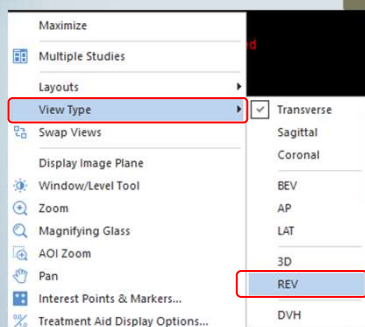 Maximize
Multiple Studies
Layouts
View Type
Swap Views
Display Image Plane
Window/Level Tool
Zoom
Magnifying Glass
AOI Zoom
Pan
Interest Points & Markers...
Treatment Aid Display Options...
Transverse
Sagittal
Coronal
BEV
AP
LAT
3D
REV
DVH